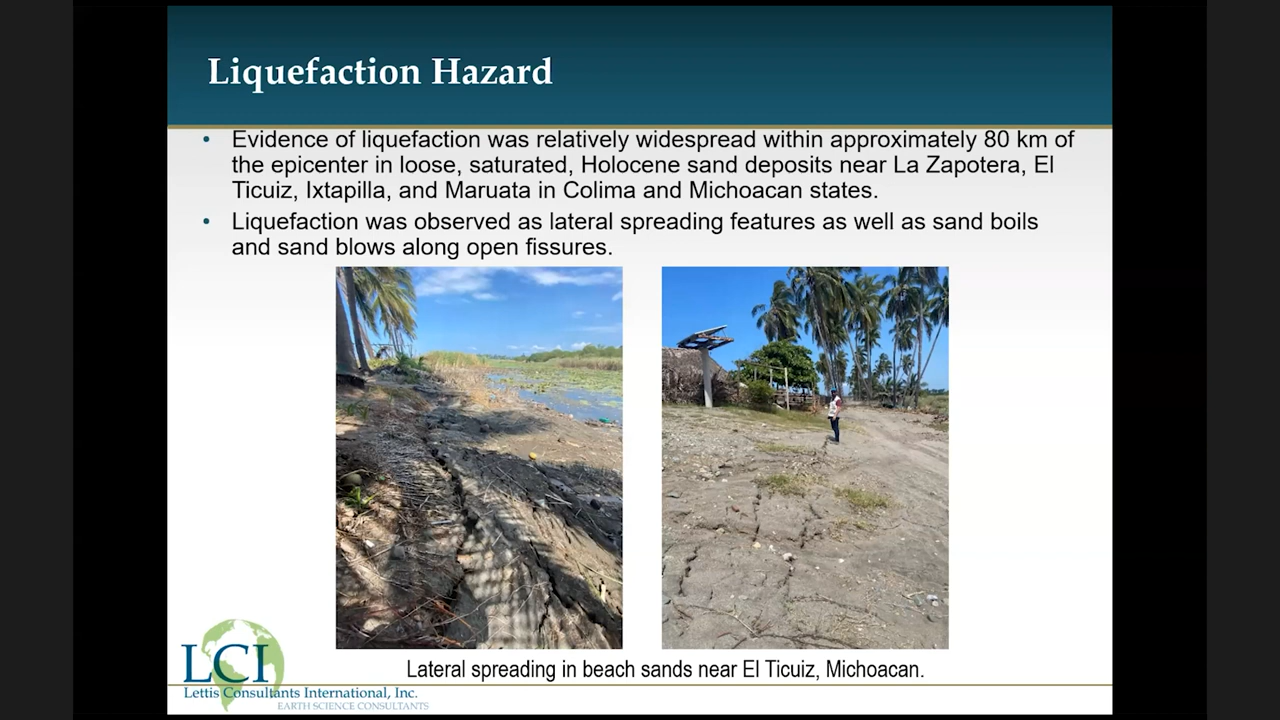 Liquefaction Hazard
• Evidence of liquefaction was relatively widespread within approximately 80 km of
the epicenter in loose, saturated, Holocene sand deposits near La Zapotera, El
Ticuiz, Ixtapilla, and Maruata in Colima and Michoacan states.
• Liquefaction was observed as lateral spreading features as well as sand boils
and sand blows along open fissures.
Lateral spreading in beach sands near El Ticuiz, Michoacan.
LCI
Lettis Consultants International, Inc.
EARTH SCIENCE CONSULTANTS